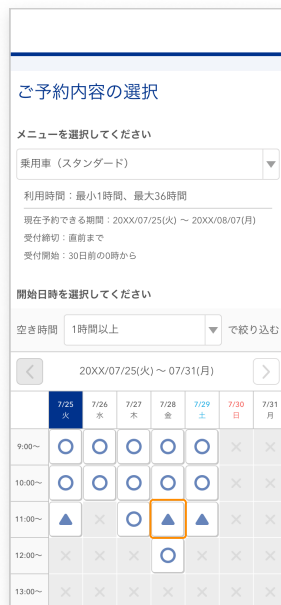 ご予約内容の選択
メニューを選択してください
乗用車（スタンダード）
利用時間：最小1時間、最大36時間
現在予約できる期間：20XX/07/25(火) ～ 20XX/08/07(月)
受付締切：直前まで
受付開始：30日前の0時から
開始日時を選択してください
空き時間 1時間以上 で絞り込む
20XX/07/25(火) ～ 07/31(月)
7/25 7/26 7/27 7/28 7/29 7/30 7/31
火 水 木 金 土 日 月
9:00～
10:00～
11:00～
12:00～
13:00～